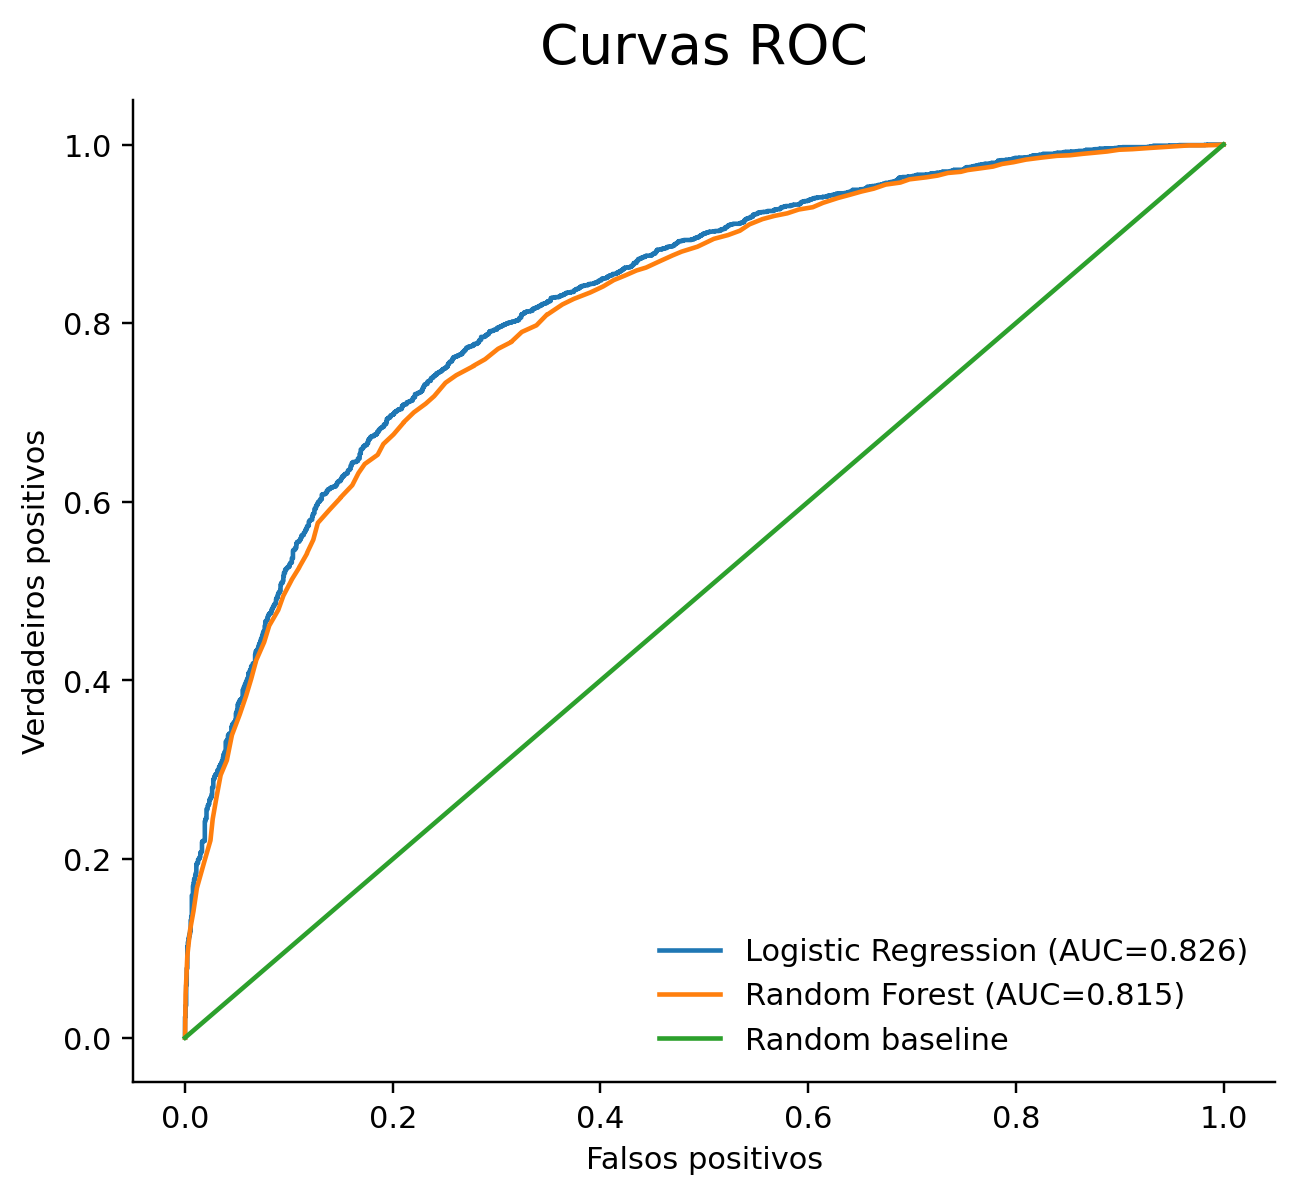 Curvas ROC
1.0
0.8
0.6
0.4
0.2
0.0
Verdadeiros positivos
Logistic Regression (AUC=0.826)
Random Forest (AUC=0.815)
Random baseline
0.0 0.2 0.4 0.6 0.8 1.0
Falsos positivos